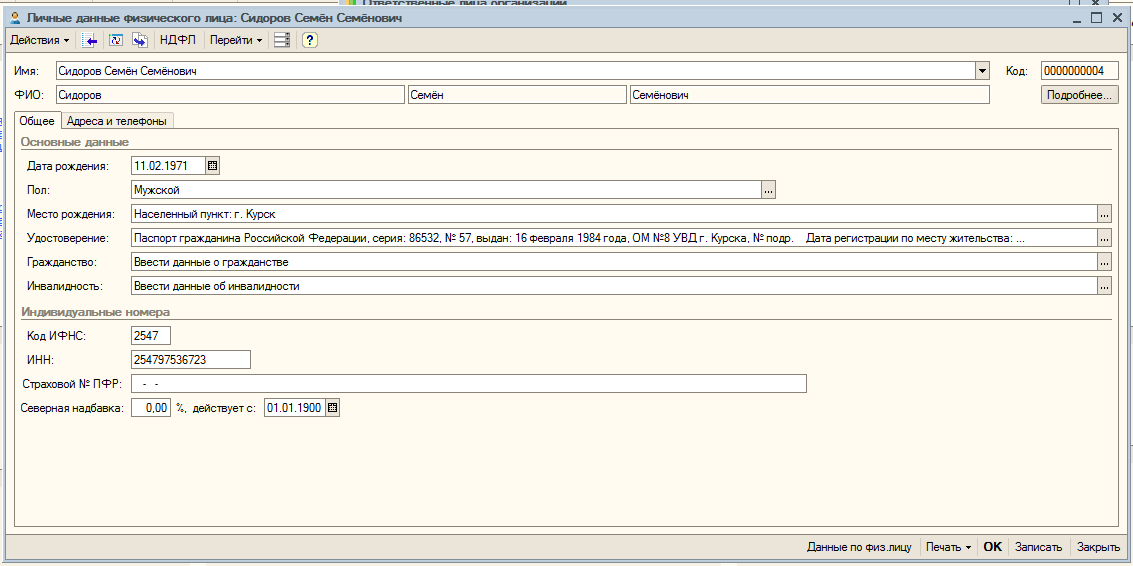 Ответственные лица организаций
Личные данные физического лица: Сидоров Семён Семёнович
Действия НДФЛ Перейти ?
Имя: Сидоров Семён Семёнович Код: 0000000004
ФИО: Сидоров Семён Семёнович Подробнее...
Общее Адреса и телефоны
Основные данные
Дата рождения: 11.02.1971
Пол: Мужской ...
Место рождения: Населенный пункт: г. Курск ...
Удостоверение: Паспорт гражданина Российской Федерации, серия: 86532, № 57, выдан: 16 февраля 1984 года, ОМ №8 УВД г. Курска, № подр. Дата регистрации по месту жительства: ... ...
Гражданство: Ввести данные о гражданстве ...
Инвалидность: Ввести данные об инвалидности ...
Индивидуальные номера
Код ИФНС: 2547
ИНН: 254797536723
Страховой № ПФР: - -
Северная надбавка: 0,00 %, действует с: 01.01.1900
Данные по физ.лицу Печать OK Записать Закрыть